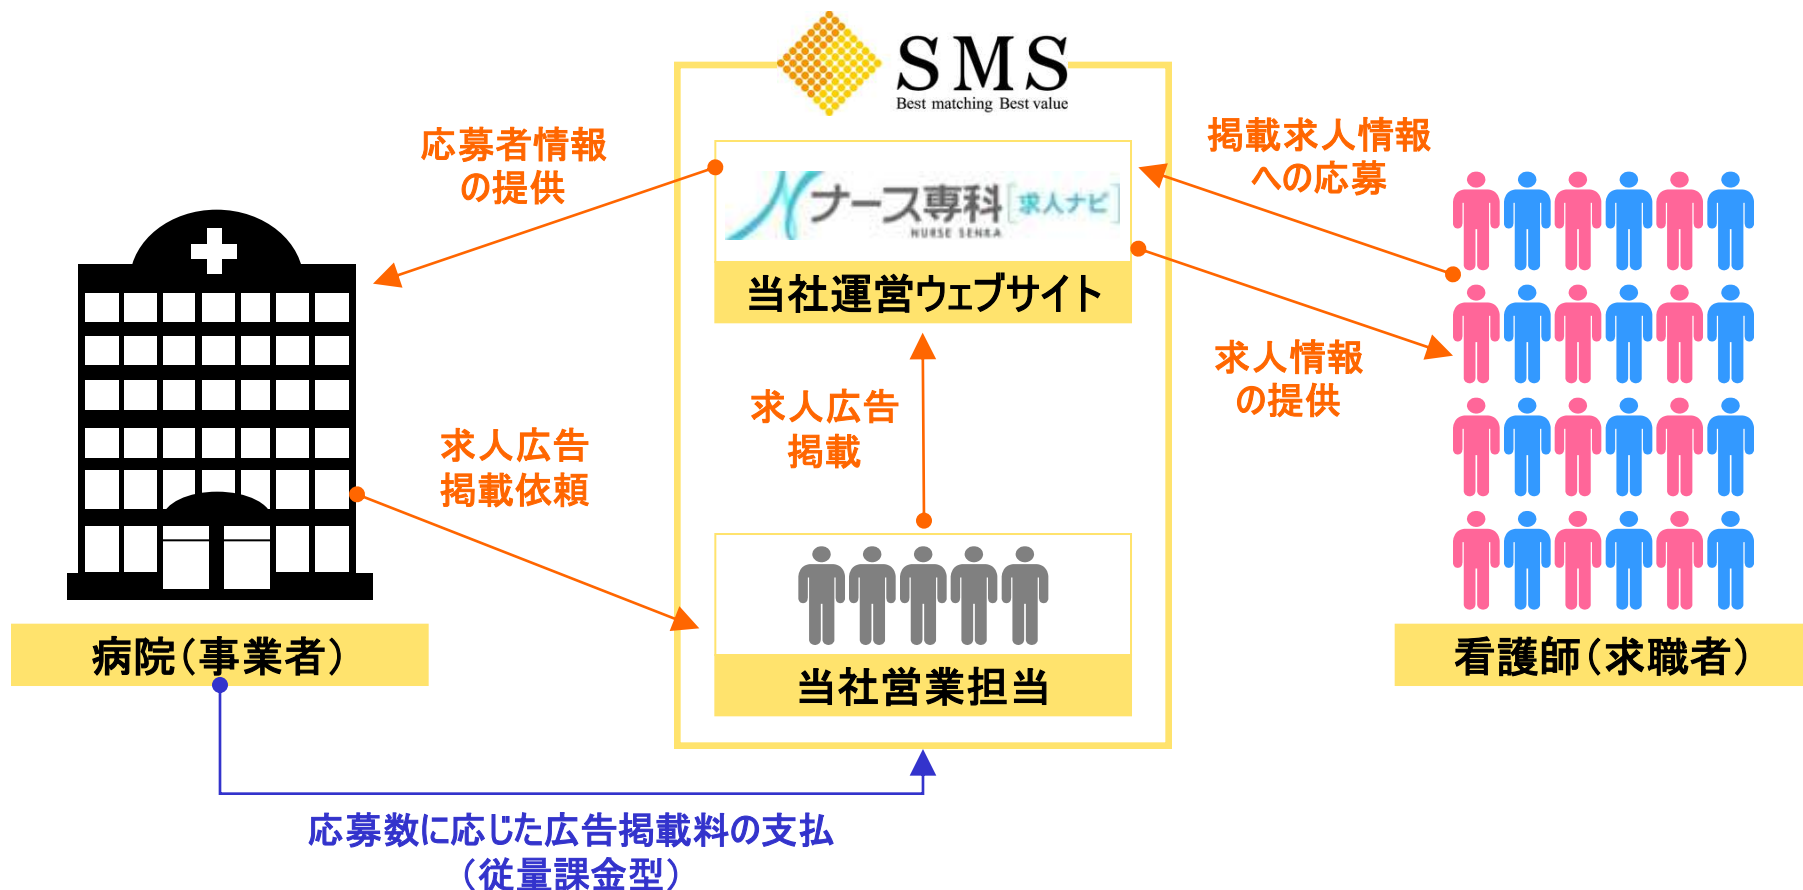 SMS
Best matching Best value
応募者情報
の提供
掲載求人情報
への応募
ナース専科[求人ナビ]
NURSE SENKA
当社運営ウェブサイト
求人情報
の提供
求人広告
掲載
求人広告
掲載依頼
病院(事業者)
当社営業担当
看護師(求職者)
応募数に応じた広告掲載料の支払
(従量課金型)